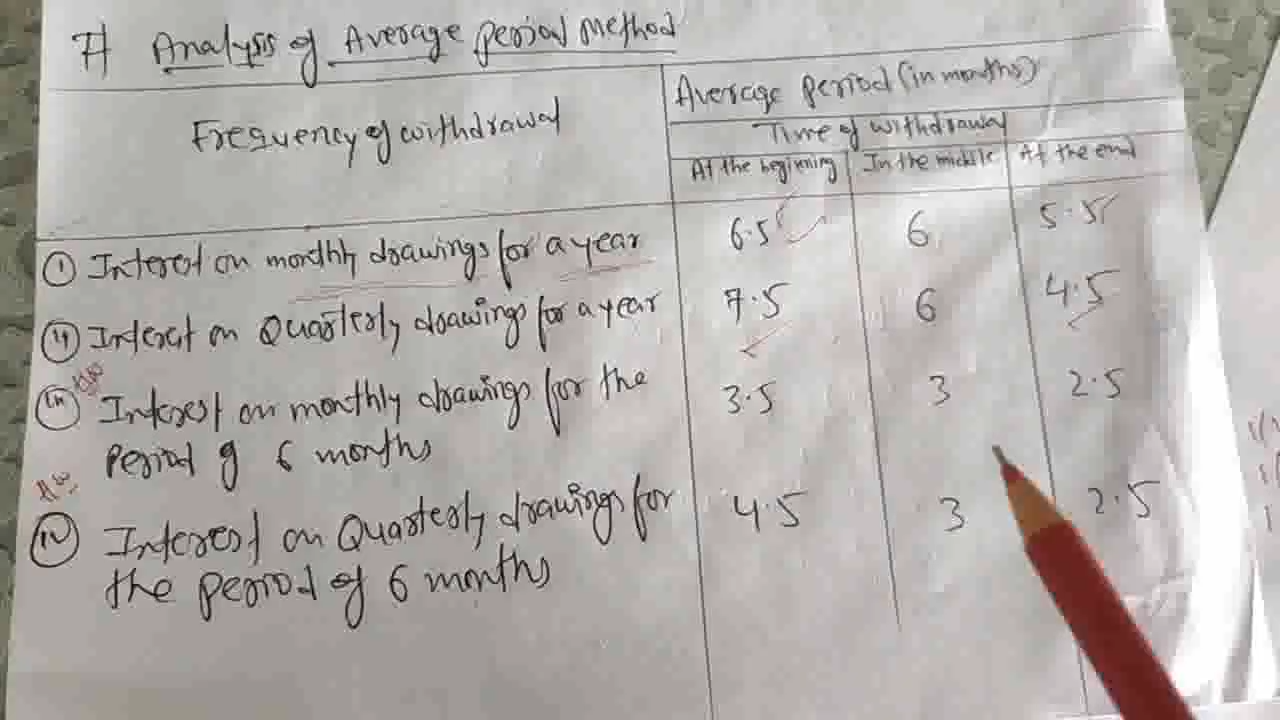 7) Analysis of Average period Method
Frequency of withdrawal
Average period (in months)
Time of withdrawal
At the beginning
In the middle
At the end
(i) Interest on monthly drawings for a year
6.5
6
5.5
(ii) Interest on Quarterly drawings for a year
7.5
6
4.5
(iii) Interest on monthly drawings for the
period of 6 months
3.5
3
2.5
H.W.
(iv) Interest on Quarterly drawings for
the period of 6 months
4.5
3
2.5